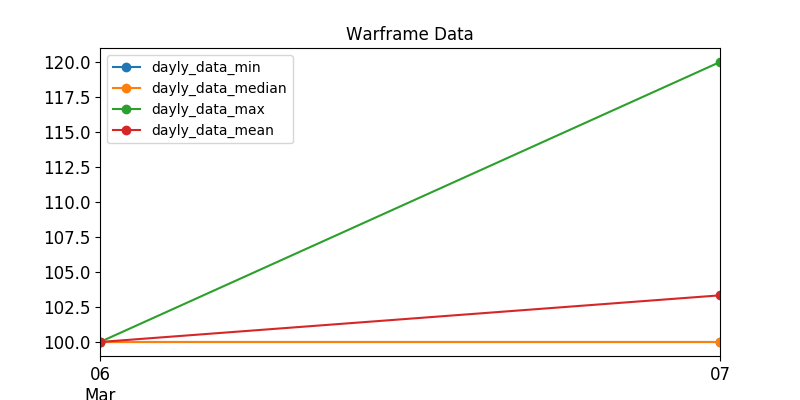 Warframe Data
dayly_data_min
dayly_data_median
dayly_data_max
dayly_data_mean
120.0
117.5
115.0
112.5
110.0
107.5
105.0
102.5
100.0
06
07
Mar